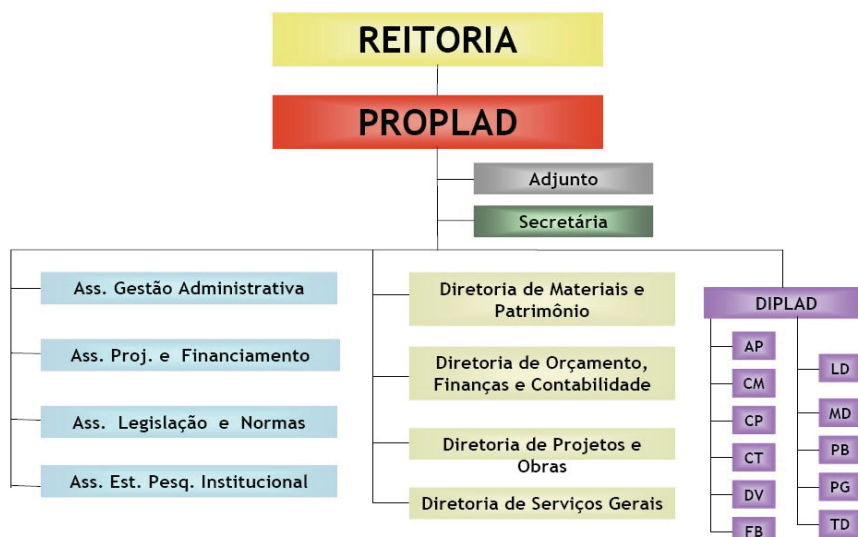 REITORIA
PROPLAD
Adjunto
Secretária
Ass. Gestão Administrativa
Ass. Proj. e Financiamento
Ass. Legislação e Normas
Ass. Est. Pesq. Institucional
Diretoria de Materiais e
Patrimônio
Diretoria de Orçamento,
Finanças e Contabilidade
Diretoria de Projetos e
Obras
Diretoria de Serviços Gerais
DIPLAD
AP
CM
CP
CT
DV
FB
LD
MD
PB
PG
TD